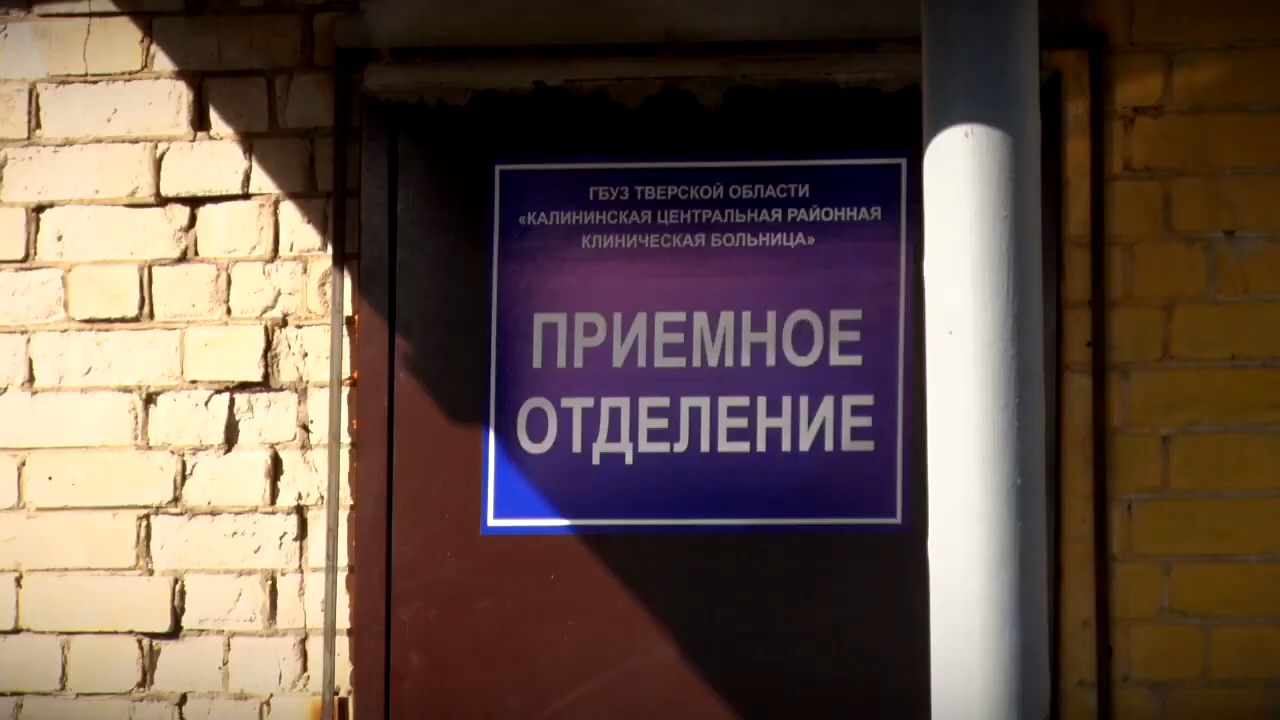 ГБУЗ ТВЕРСКОЙ ОБЛАСТИ
«КАЛИНИНСКАЯ ЦЕНТРАЛЬНАЯ РАЙОННАЯ
КЛИНИЧЕСКАЯ БОЛЬНИЦА»
ПРИЕМНОЕ
ОТДЕЛЕНИЕ